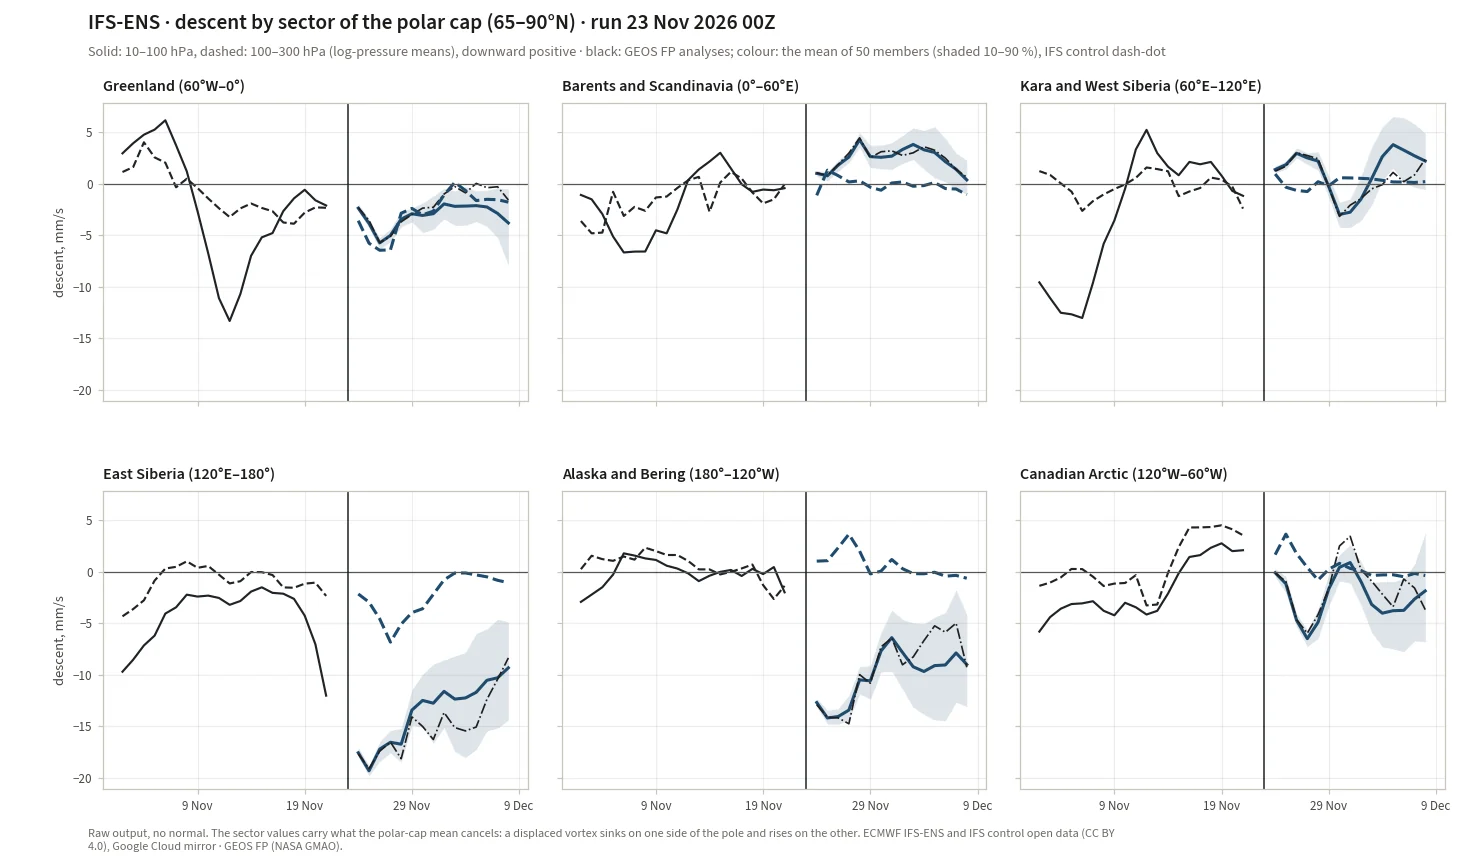 IFS-ENS · descent by sector of the polar cap (65–90°N) · run 23 Nov 2026 00Z
Solid: 10–100 hPa, dashed: 100–300 hPa (log-pressure means), downward positive · black: GEOS FP analyses; colour: the mean of 50 members (shaded 10–90 %), IFS control dash-dot
Greenland (60°W–0°)
Barents and Scandinavia (0°–60°E)
Kara and West Siberia (60°E–120°E)
descent, mm/s
5
0
−5
−10
−15
−20
East Siberia (120°E–180°)
Alaska and Bering (180°–120°W)
Canadian Arctic (120°W–60°W)
descent, mm/s
5
0
−5
−10
−15
−20
9 Nov 19 Nov 29 Nov 9 Dec
9 Nov 19 Nov 29 Nov 9 Dec
9 Nov 19 Nov 29 Nov 9 Dec
Raw output, no normal. The sector values carry what the polar-cap mean cancels: a displaced vortex sinks on one side of the pole and rises on the other. ECMWF IFS-ENS and IFS control open data (CC BY
4.0), Google Cloud mirror · GEOS FP (NASA GMAO).